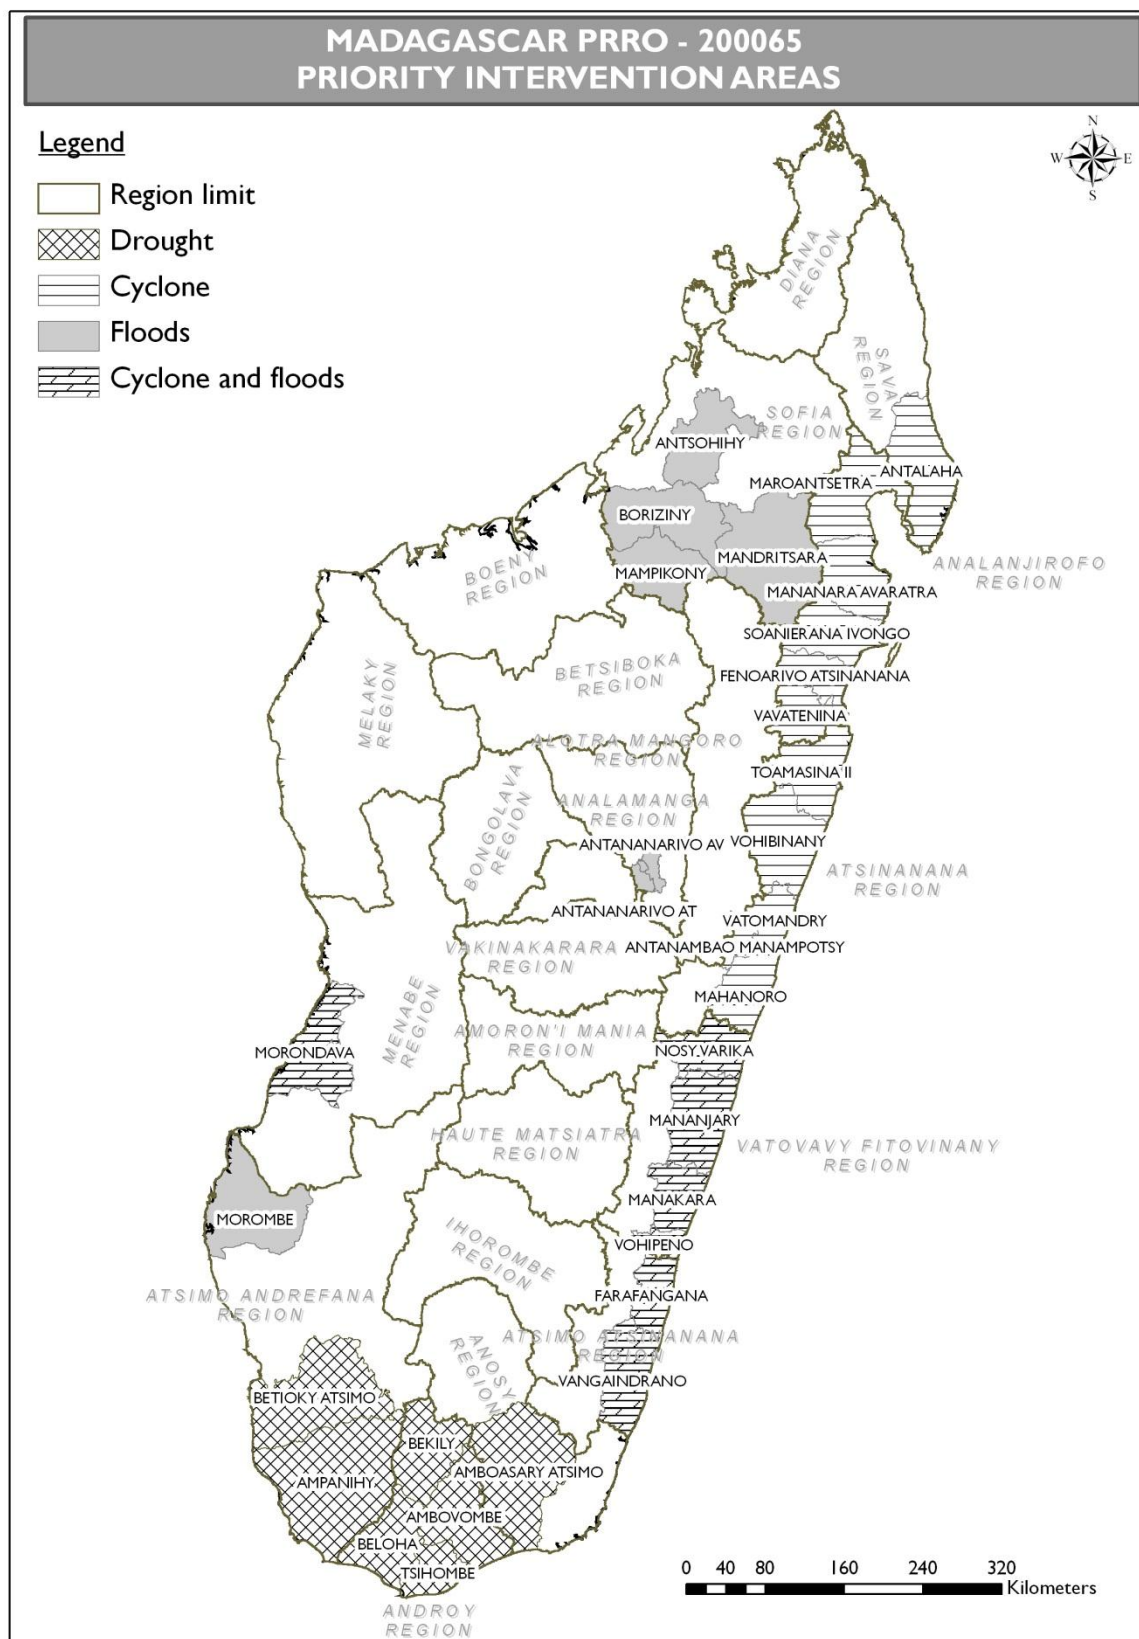 MADAGASCAR PRRO - 200065
PRIORITY INTERVENTION AREAS
Legend
Region limit
Drought
Cyclone
Floods
Cyclone and floods
N
W E
S
DIANA
REGION
SAVA
REGION
SOFIA
REGION
ANTSOHIHY
ANTALAHA
MAROANTSETRA
BORIZINY
MANDRITSARA
ANALANJIROFO
REGION
BOENY
REGION
MAMPIKONY
MANANARA AVARATRA
SOANIERANA IVONGO
BETSIBOKA
REGION
FENOARIVO ATSINANANA
MELAKY
REGION
VAVATENINA
ALOTRA MANGORO
REGION
TOAMASINA II
BONGOLAVA
REGION
ANALAMANGA
REGION
ANTANANARIVO AV
VOHIBINANY
ATSINANANA
REGION
ANTANANARIVO AT
VATOMANDRY
VAKINAKARARA
REGION
ANTANAMBAO MANAMPOTSY
MAHANORO
MENABE
REGION
AMORON'I MANIA
REGION
MORONDAVA
NOSY VARIKA
MANANJARY
HAUTE MATSIATRA
REGION
VATOVAVY FITOVINANY
REGION
MANAKARA
MOROMBE
IHOROMBE
REGION
VOHIPENO
ATSIMO ANDREFANA
REGION
FARAFANGANA
ATSIMO ATSINANANA
REGION
ANOSY
REGION
VANGAINDRANO
BETIOKY ATSIMO
BEKILY
AMBOASARY ATSIMO
AMPANIHY
AMBOVOMBE
BELOHA
TSIHOMBE
ANDROY
REGION
0 40 80 160 240 320
Kilometers